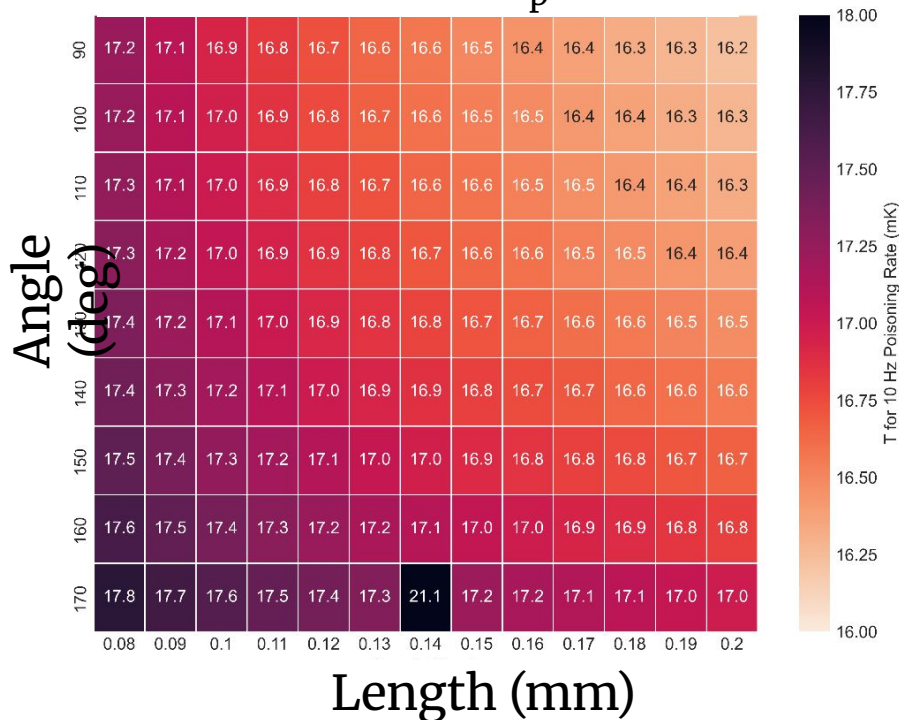 p
90 17.2 17.1 16.9 16.8 16.7 16.6 16.6 16.5 16.4 16.4 16.3 16.3 16.2
100 17.2 17.1 17.0 16.9 16.8 16.7 16.6 16.5 16.5 16.4 16.4 16.3 16.3
110 17.3 17.1 17.0 16.9 16.8 16.7 16.6 16.6 16.5 16.5 16.4 16.4 16.3
120 17.3 17.2 17.0 16.9 16.9 16.8 16.7 16.6 16.6 16.5 16.5 16.4 16.4
130 17.4 17.2 17.1 17.0 16.9 16.8 16.8 16.7 16.7 16.6 16.6 16.5 16.5
140 17.4 17.3 17.2 17.1 17.0 16.9 16.9 16.8 16.7 16.7 16.6 16.6 16.6
150 17.5 17.4 17.3 17.2 17.1 17.0 17.0 16.9 16.8 16.8 16.8 16.7 16.7
160 17.6 17.5 17.4 17.3 17.2 17.2 17.1 17.0 17.0 16.9 16.9 16.8 16.8
170 17.8 17.7 17.6 17.5 17.4 17.3 21.1 17.2 17.2 17.1 17.1 17.0 17.0
0.08 0.09 0.1 0.11 0.12 0.13 0.14 0.15 0.16 0.17 0.18 0.19 0.2
Angle
(deg)
Length (mm)
18.00
17.75
17.50
17.25
17.00
16.75
16.50
16.25
16.00
T for 10 Hz Poisoning Rate (mK)